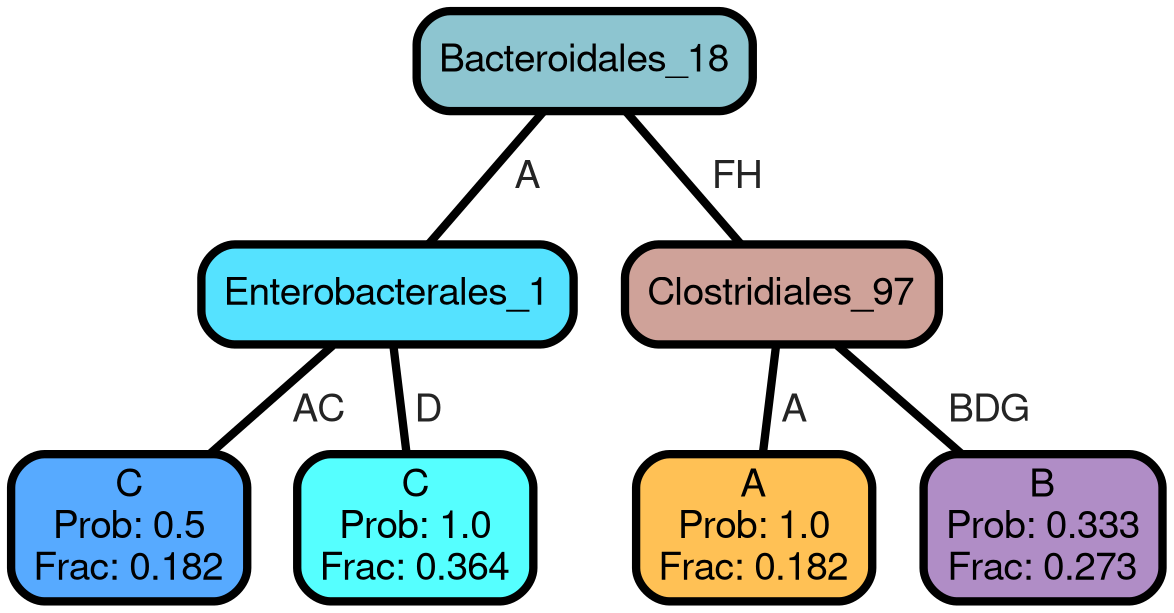 Bacteroidales_18
A
FH
Enterobacterales_1
Clostridiales_97
AC
D
A
BDG
C
Prob: 0.5
Frac: 0.182
C
Prob: 1.0
Frac: 0.364
A
Prob: 1.0
Frac: 0.182
B
Prob: 0.333
Frac: 0.273